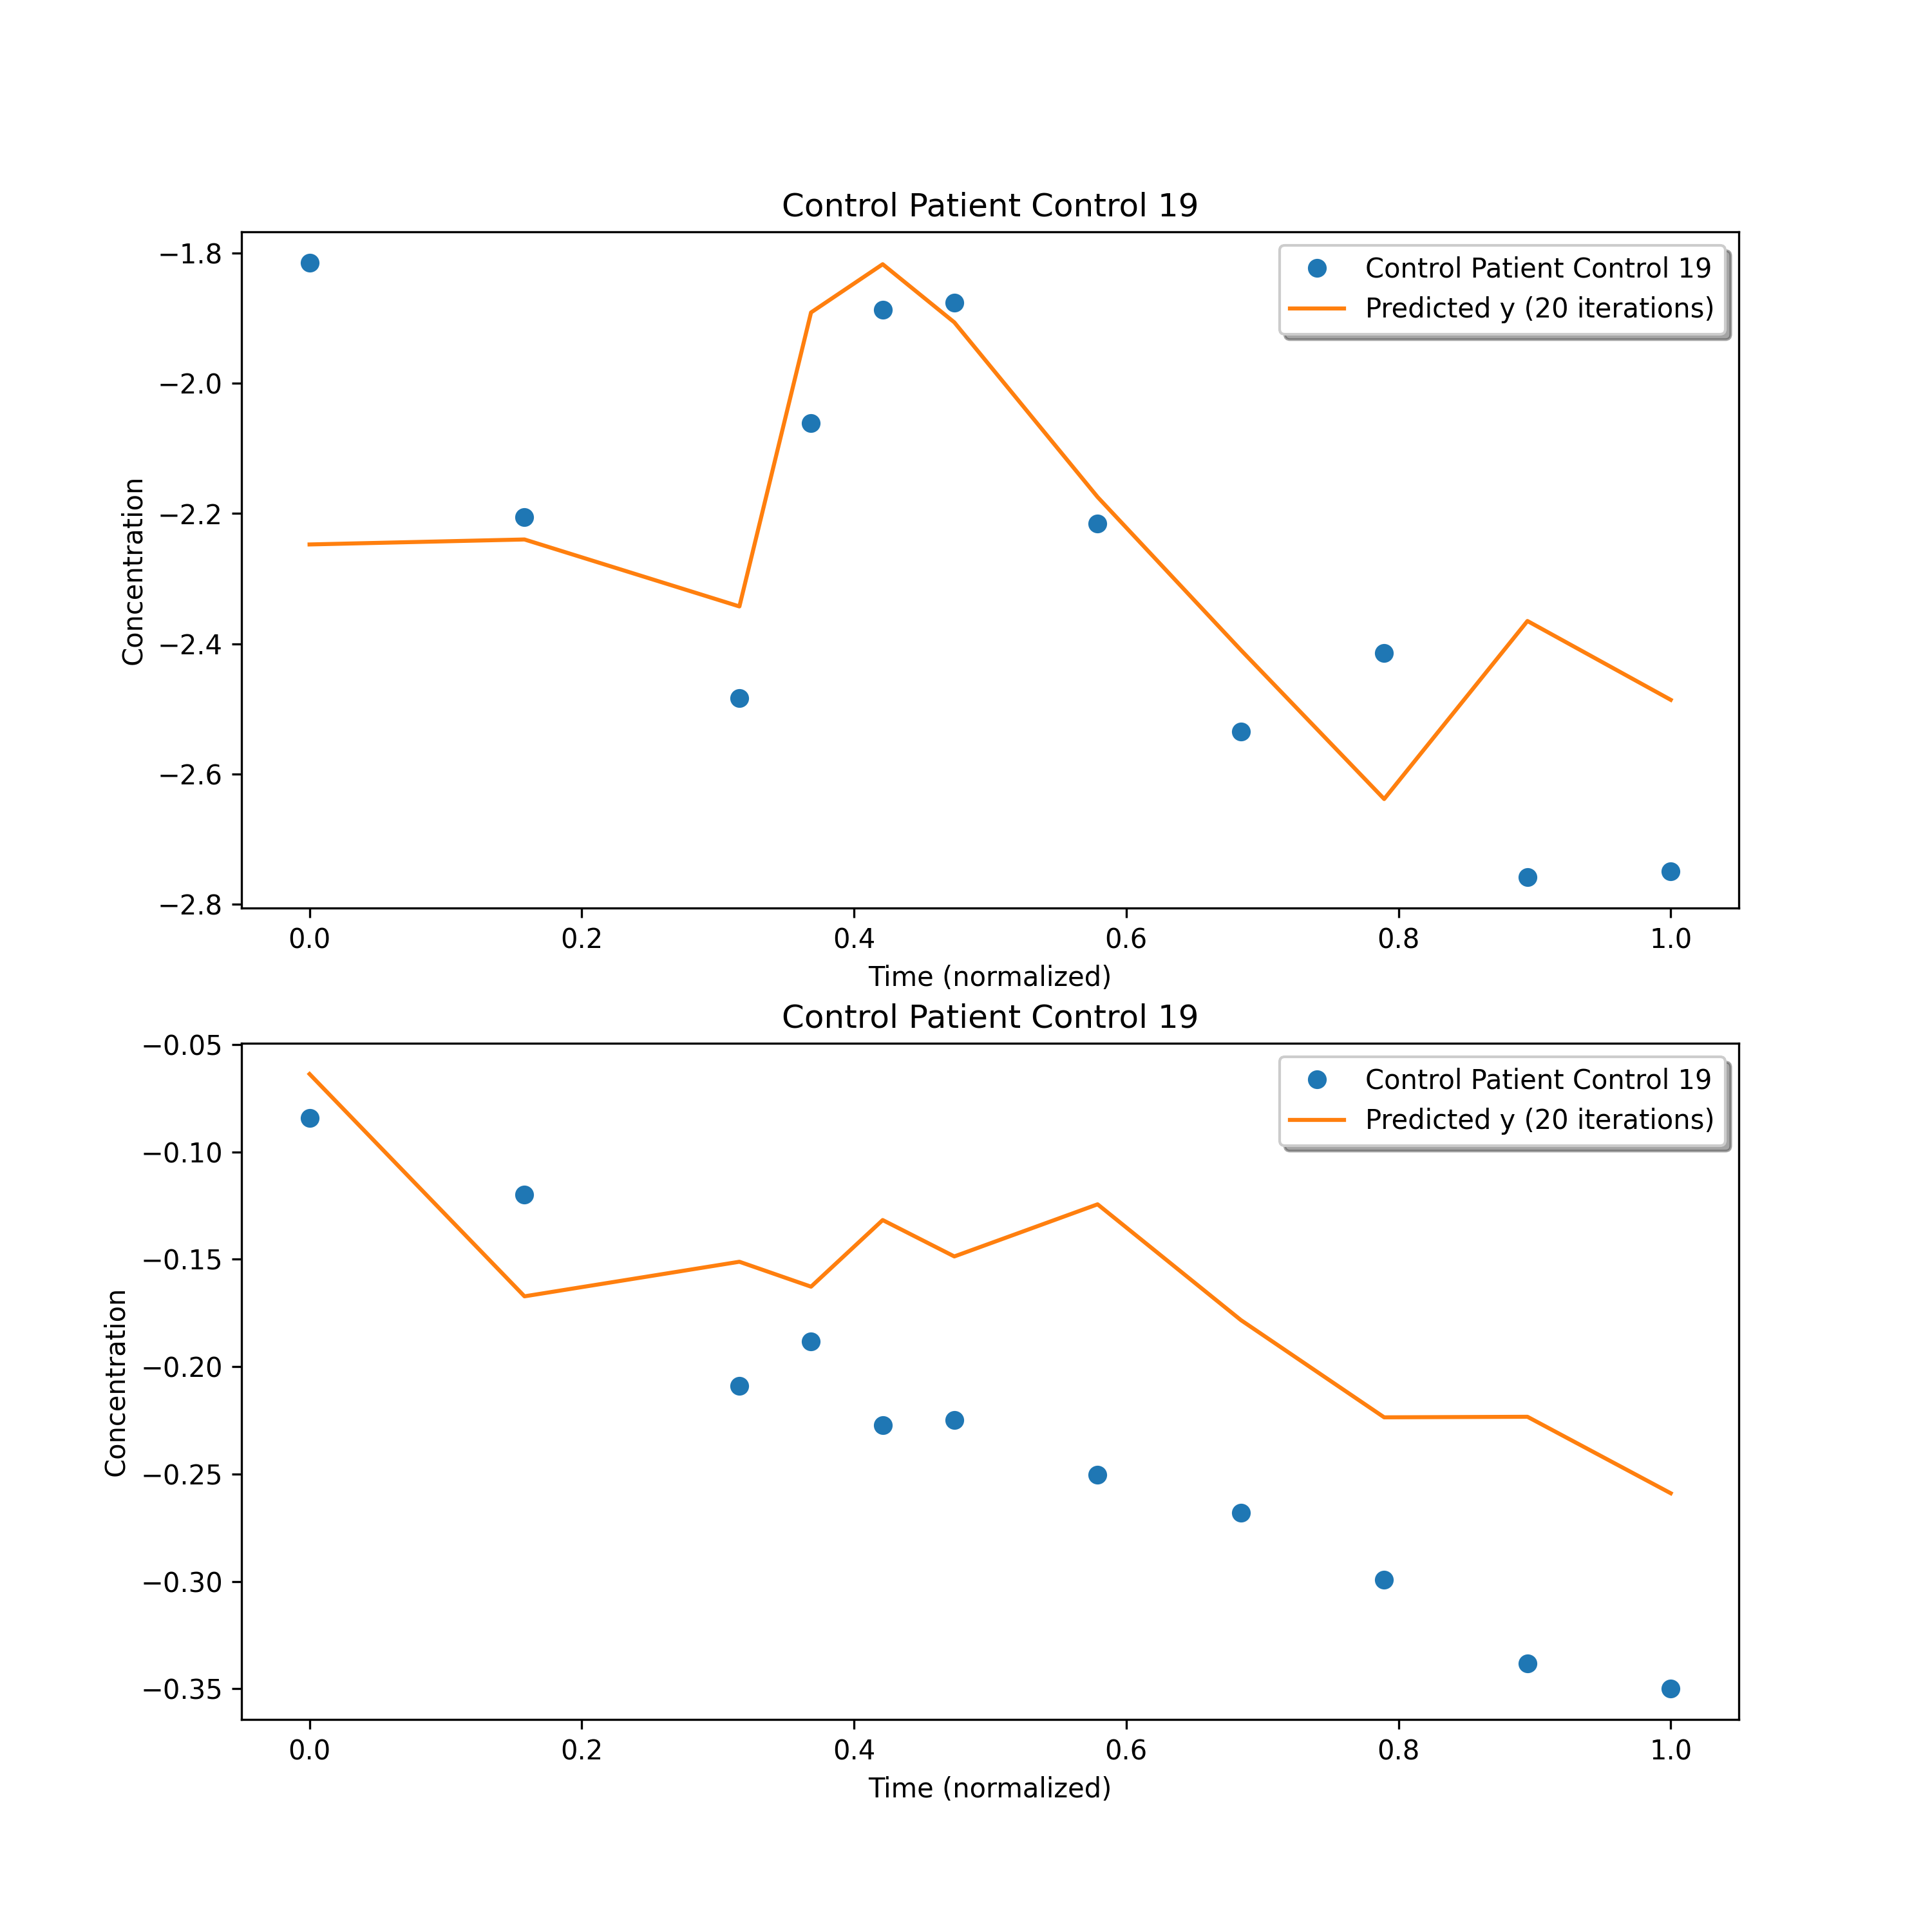 Control Patient Control 19
Control Patient Control 19
Predicted y (20 iterations)
−1.8
−2.0
−2.2
−2.4
−2.6
−2.8
Concentration
0.0 0.2 0.4 0.6 0.8 1.0
Time (normalized)
Control Patient Control 19
Control Patient Control 19
Predicted y (20 iterations)
−0.05
−0.10
−0.15
−0.20
−0.25
−0.30
−0.35
Concentration
0.0 0.2 0.4 0.6 0.8 1.0
Time (normalized)